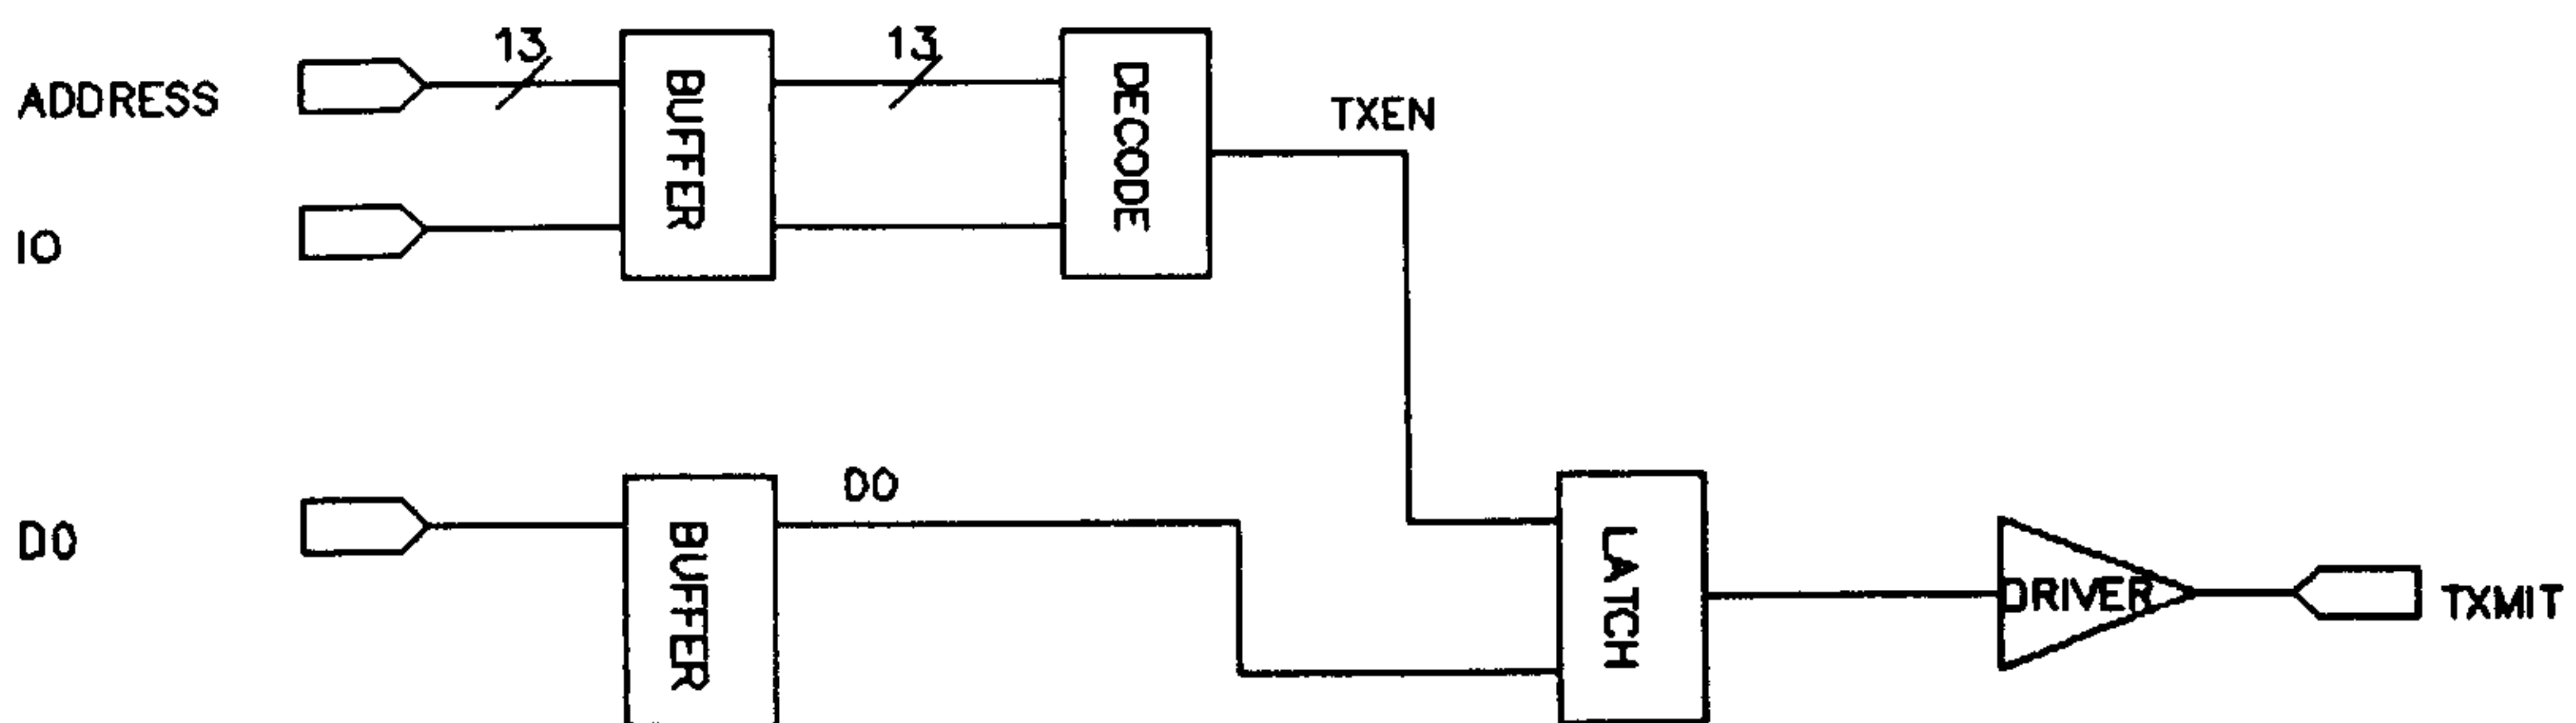 13
13
ADDRESS
BUFFER
DECODE
TXEN
IO
D0
D0
BUFFER
LATCH
DRIVER
TXMIT